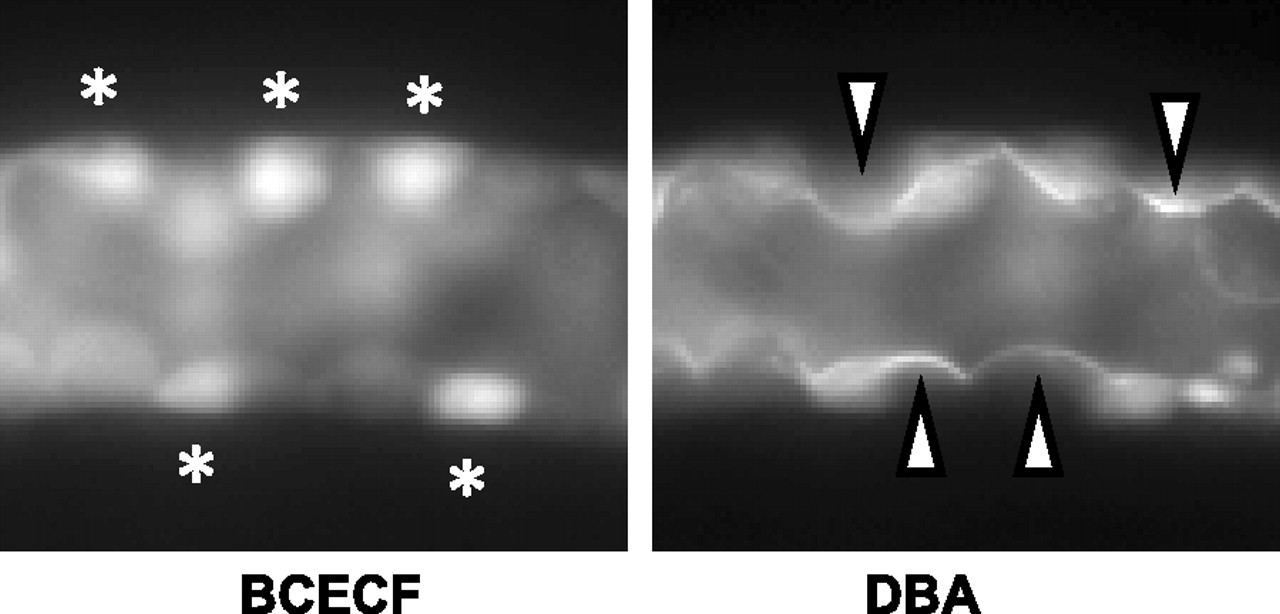 * * *
* *
BCECF DBA